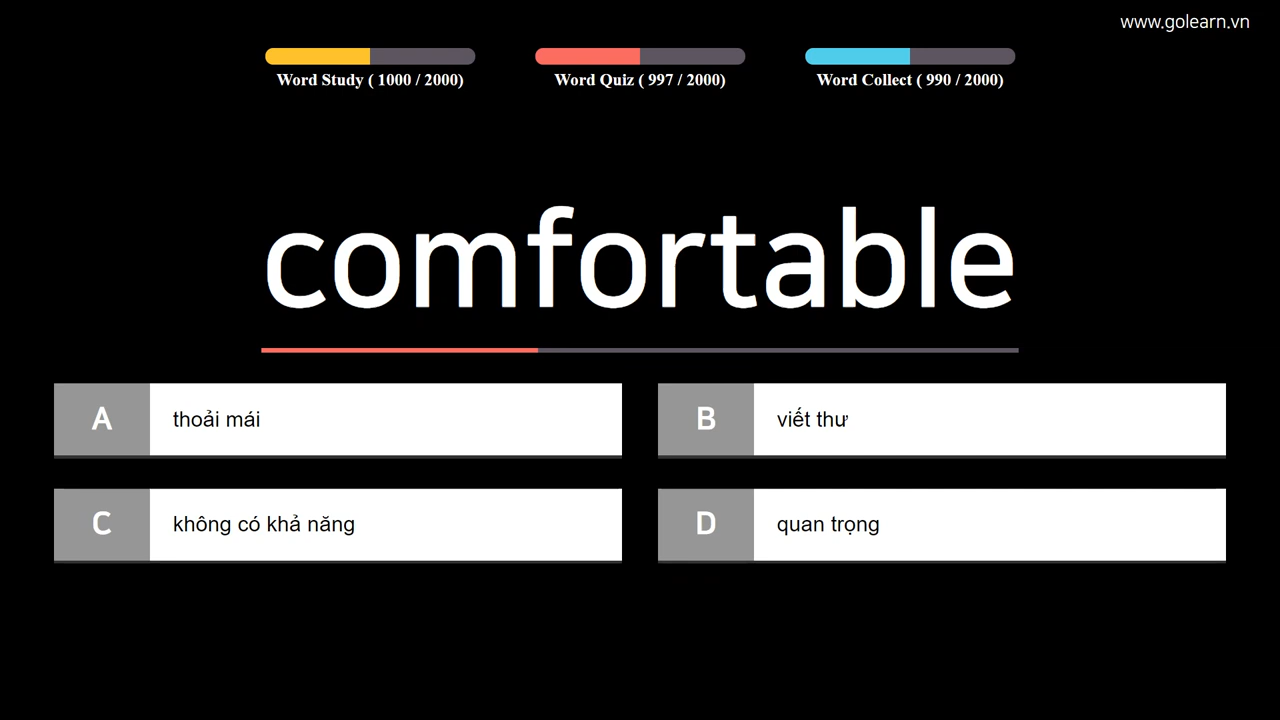 www.golearn.vn
Word Study ( 1000 / 2000)
Word Quiz ( 997 / 2000)
Word Collect ( 990 / 2000)
comfortable
A thoải mái
B viết thư
C không có khả năng
D quan trọng